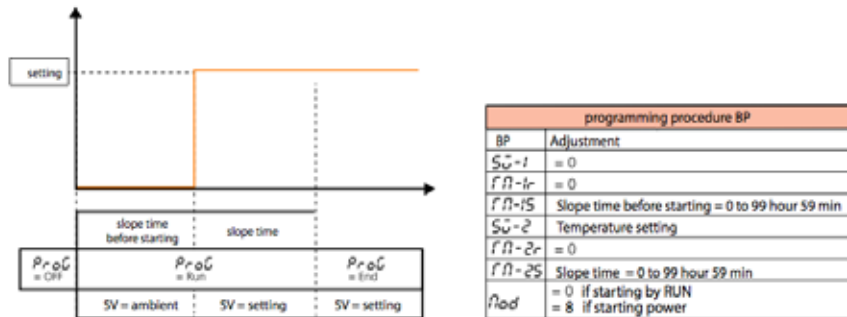 setting
slope time
before starting
slope time
ProG
= OFF
ProG
= Run
ProG
= End
SV = ambient
SV = setting
SV = setting
programming procedure BP
BP Adjustment
SV-1 = 0
TM-1r = 0
TM-1S Slope time before starting = 0 to 99 hour 59 min
SV-2 Temperature setting
TM-2r = 0
TM-2S Slope time = 0 to 99 hour 59 min
Mod = 0 if starting by RUN
= 8 if starting power